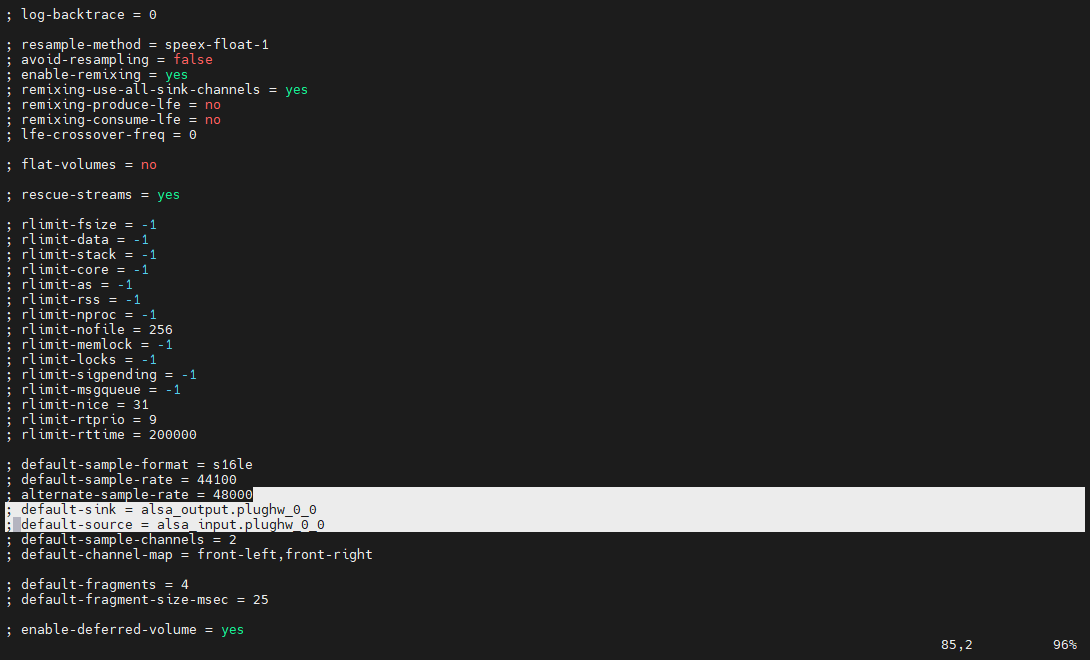 ; log-backtrace = 0
; resample-method = speex-float-1
; avoid-resampling = false
; enable-remixing = yes
; remixing-use-all-sink-channels = yes
; remixing-produce-lfe = no
; remixing-consume-lfe = no
; lfe-crossover-freq = 0
; flat-volumes = no
; rescue-streams = yes
; rlimit-fsize = -1
; rlimit-data = -1
; rlimit-stack = -1
; rlimit-core = -1
; rlimit-as = -1
; rlimit-rss = -1
; rlimit-nproc = -1
; rlimit-nofile = 256
; rlimit-memlock = -1
; rlimit-locks = -1
; rlimit-sigpending = -1
; rlimit-msgqueue = -1
; rlimit-nice = 31
; rlimit-rtprio = 9
; rlimit-rttime = 200000
; default-sample-format = s16le
; default-sample-rate = 44100
; alternate-sample-rate = 48000
; default-sink = alsa_output.plughw_0_0
; default-source = alsa_input.plughw_0_0
; default-sample-channels = 2
; default-channel-map = front-left,front-right
; default-fragments = 4
; default-fragment-size-msec = 25
; enable-deferred-volume = yes
85,2 96%